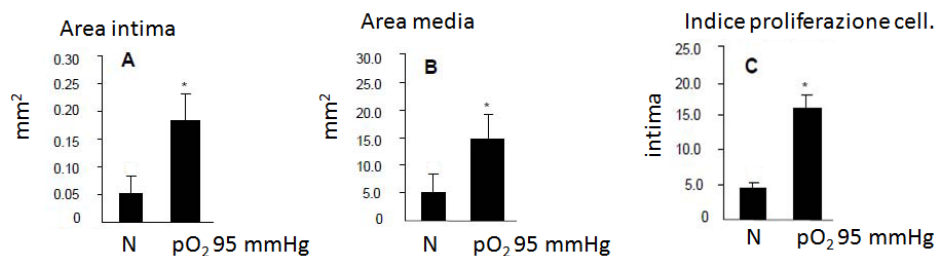 Area intima
A
0.30
0.25
0.20
0.15
0.10
0.05
0
mm²
*
N pO₂ 95 mmHg
Area media
B
30.0
25.0
20.0
15.0
10.0
5.0
0
mm²
*
N pO₂ 95 mmHg
Indice proliferazione cell.
C
25.0
20.0
15.0
10.0
5.0
0
intima
*
N pO₂ 95 mmHg